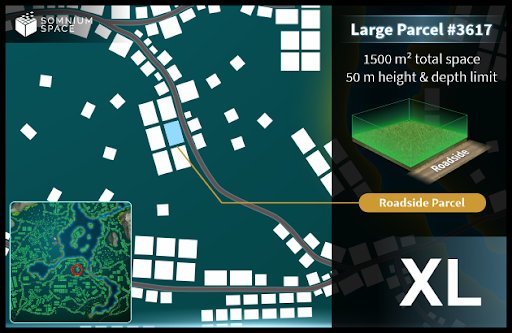 SOMNIUM
SPACE
Large Parcel #3617
1500 m² total space
50 m height & depth limit
Roadside
Roadside Parcel
XL